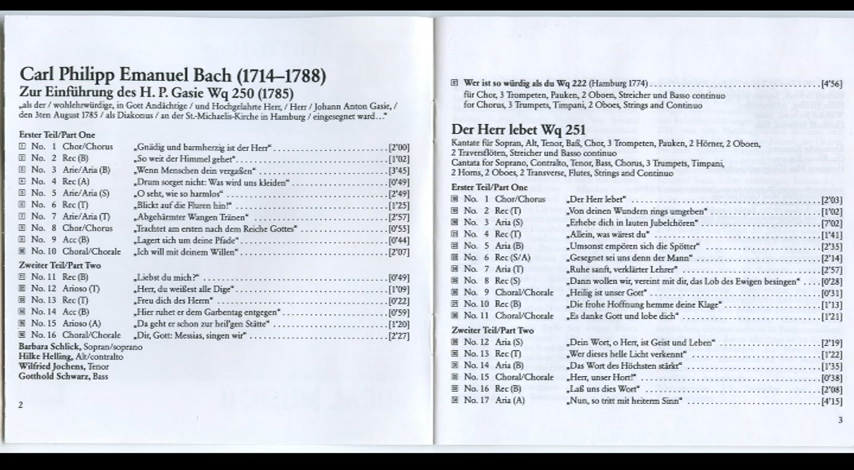 Carl Philipp Emanuel Bach (1714–1788)
Zur Einführung des H. P. Gasie Wq 250 (1785)
„als der / wohlehrwürdige, in Gott Andächtige / und Hochgelahrte Herr, / Herr / Johann Anton Gasie, /
den 3ten August 1785 / als Diakonus / an der St.-Michaelis-Kirche in Hamburg / eingesegnet ward…"
Erster Teil/Part One
No. 1 Chor/Chorus „Gnädig und barmherzig ist der Herr" [2'00]
No. 2 Rec (B) „So weit der Himmel gehet" [1'02]
No. 3 Arie/Aria (B) „Wenn Menschen dein vergaßen" [3'45]
No. 4 Rec (A) „Drum sorget nicht: Was wird uns kleiden" [0'49]
No. 5 Arie/Aria (S) „O seht, wie so harmlos" [2'49]
No. 6 Rec (T) „Blickt auf die Fluren hin!" [1'25]
No. 7 Arie/Aria (T) „Abgehärmter Wangen Tränen" [2'57]
No. 8 Chor/Chorus „Trachtet am ersten nach dem Reiche Gottes" [0'55]
No. 9 Acc (B) „Lagert sich um deine Pfade" [0'44]
No. 10 Choral/Chorale „Ich will mit deinem Willen" [2'07]
Zweiter Teil/Part Two
No. 11 Rec (B) „Liebst du mich?" [0'49]
No. 12 Arioso (T) „Herr, du weißest alle Dige" [1'09]
No. 13 Rec (T) „Freu dich des Herrn" [0'22]
No. 14 Acc (B) „Hier ruhet er dem Garbentag entgegen" [0'59]
No. 15 Arioso (A) „Da geht er schon zur heil'gen Stätte" [1'20]
No. 16 Choral/Chorale „Dir, Gott: Messias, singen wir" [2'27]
Barbara Schlick, Sopran/soprano
Hilke Helling, Alt/contralto
Wilfried Jochens, Tenor
Gotthold Schwarz, Bass
2
Wer ist so würdig als du Wq 222 (Hamburg 1774) [4'56]
für Chor, 3 Trompeten, Pauken, 2 Oboen, Streicher und Basso continuo
for Chorus, 3 Trumpets, Timpani, 2 Oboes, Strings and Continuo
Der Herr lebet Wq 251
Kantate für Sopran, Alt, Tenor, Baß, Chor, 3 Trompeten, Pauken, 2 Hörner, 2 Oboen,
2 Traversflöten, Streicher und Basso continuo
Cantata for Soprano, Contralto, Tenor, Bass, Chorus, 3 Trumpets, Timpani,
2 Horns, 2 Oboes, 2 Transverse, Flutes, Strings and Continuo
Erster Teil/Part One
No. 1 Chor/Chorus „Der Herr lebet" [2'03]
No. 2 Rec (T) „Von deinen Wundern rings umgeben" [1'02]
No. 3 Aria (S) „Erhebe dich in lauten Jubelchören" [7'02]
No. 4 Rec (T) „Allein, was wärest du" [1'41]
No. 5 Aria (B) „Umsonst empören sich die Spötter" [2'35]
No. 6 Rec (S/A) „Gesegnet sei uns denn der Mann" [2'14]
No. 7 Aria (T) „Ruhe sanft, verklärter Lehrer" [2'57]
No. 8 Rec (S) „Dann wollen wir, vereint mit dir, das Lob des Ewigen besingen" [0'28]
No. 9 Choral/Chorale „Heilig ist unser Gott" [0'31]
No. 10 Rec (B) „Die frohe Hoffnung hemme deine Klage" [1'13]
No. 11 Choral/Chorale „Es danke Gott und lobe dich" [1'21]
Zweiter Teil/Part Two
No. 12 Aria (S) „Dein Wort, o Herr, ist Geist und Leben" [2'19]
No. 13 Rec (T) „Wer dieses helle Licht verkennt" [1'22]
No. 14 Aria (B) „Das Wort des Höchsten stärkt" [1'35]
No. 15 Choral/Chorale „Herr, unser Hort!" [0'38]
No. 16 Rec (B) „Laß uns dies Wort" [2'08]
No. 17 Aria (A) „Nun, so tritt mit heiterm Sinn" [4'15]
3